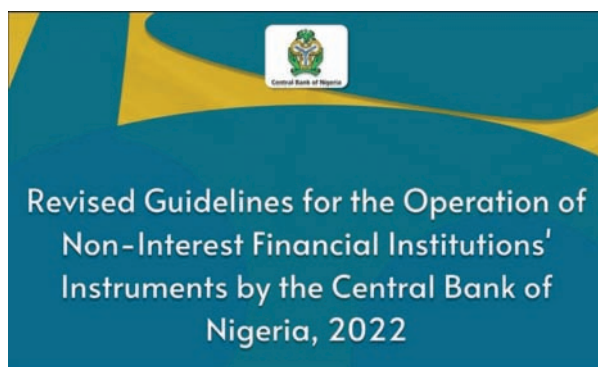 Central Bank of Nigeria
Revised Guidelines for the Operation of
Non-Interest Financial Institutions'
Instruments by the Central Bank of
Nigeria, 2022